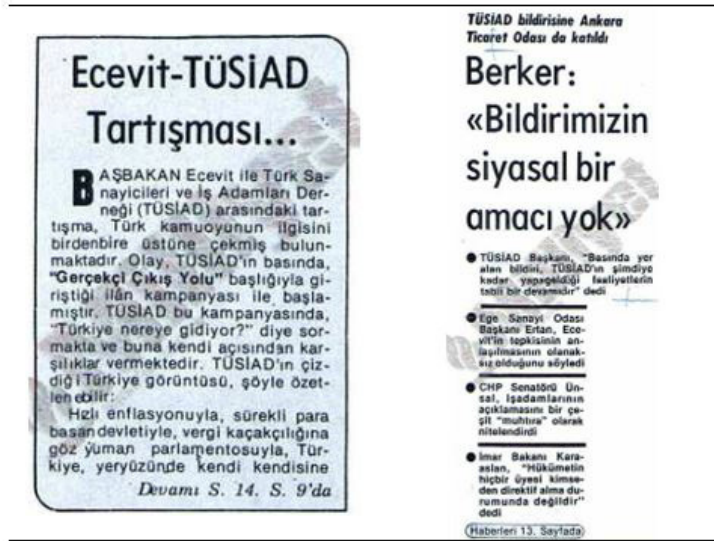 Ecevit-TÜSİAD
Tartışması...
BAŞBAKAN Ecevit ile Türk Sa-
nayicileri ve İş Adamları Der-
neği (TÜSİAD) arasındaki tar-
tışma, Türk kamuoyunun ilgisini
birdenbire üstüne çekmiş bulun-
maktadır. Olay, TÜSİAD'ın basında,
"Gerçekçi Çıkış Yolu" başlığıyla gi-
riştiği ilân kampanyası ile başla-
mıştır. TÜSİAD bu kampanyasında,
"Türkiye nereye gidiyor?" diye sor-
makta ve buna kendi açısından kar-
şılıklar vermektedir. TÜSİAD'ın çiz-
diği Türkiye görüntüsü, şöyle özet-
lenebilir:
Hızlı enflasyonuyla, sürekli para
basan devletiyle, vergi kaçakçılığına
göz yuman parlamentosuyla, Tür-
kiye, yeryüzünde kendi kendisine
Devamı S. 14. S. 9'da
TÜSİAD bildirisine Ankara
Ticaret Odası da katıldı
Berker:
«Bildirimizin
siyasal bir
amacı yok»
● TÜSİAD Başkanı, "Basında yer
alan bildiri, TÜSİAD'ın şimdiye
kadar yapageldiği faaliyetlerin
tabii bir devamıdır" dedi
● Ege Sanayi Odası
Başkanı Ertan, Ece-
vit'in tepkisinin an-
laşılmasının olanak-
sız olduğunu söyledi
● CHP Senatörü Ün-
sal, işadamlarının
açıklamasını bir çe-
şit "muhtıra" olarak
nitelendirdi
● İmar Bakanı Kara-
aslan, "Hükümetin
hiçbir üyesi kimse-
den direktif alma du-
rumunda değildir"
dedi
(Haberleri 13. Sayfada)